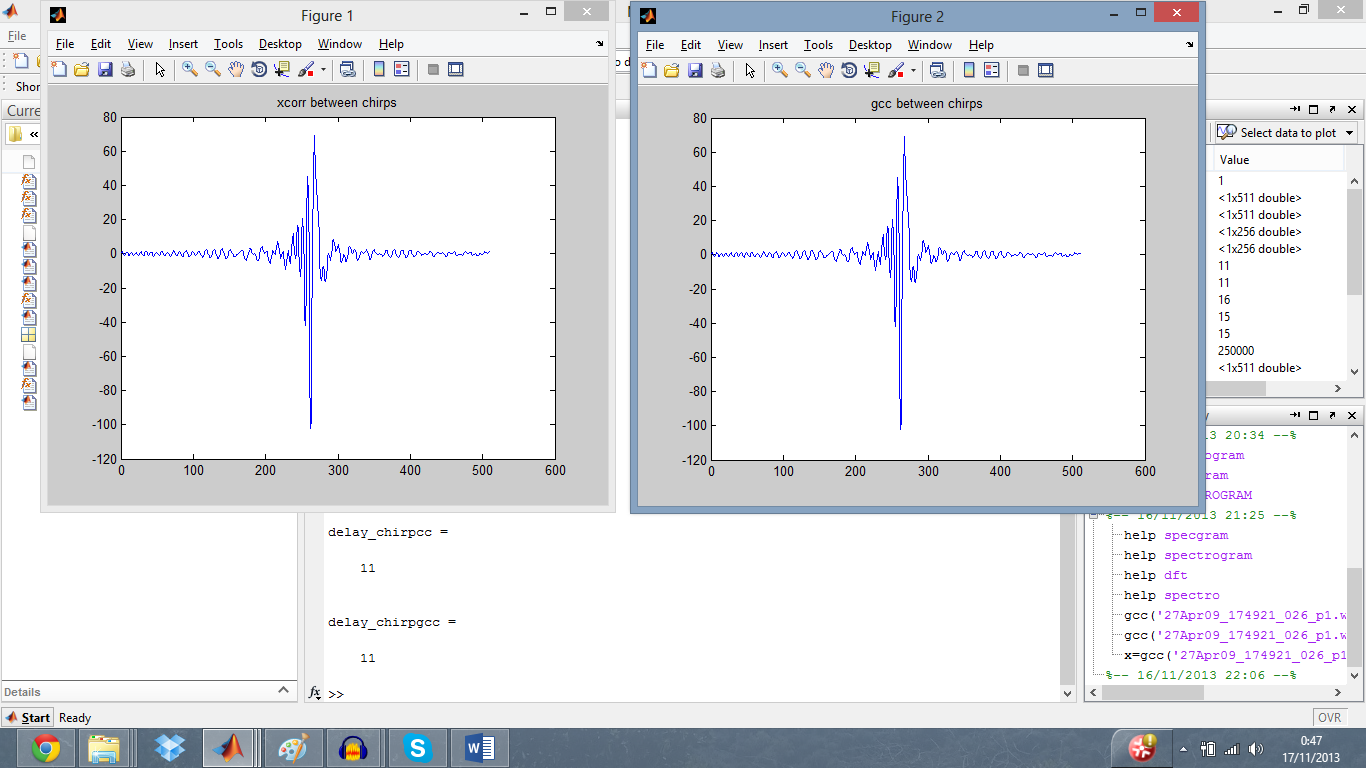 Figure 1
File Edit View Insert Tools Desktop Window Help
xcorr between chirps
80
60
40
20
0
-20
-40
-60
-80
-100
-120
0 100 200 300 400 500 600
Figure 2
File Edit View Insert Tools Desktop Window Help
gcc between chirps
80
60
40
20
0
-20
-40
-60
-80
-100
-120
0 100 200 300 400 500 600
File
Shor
Curre
«
Details
Select data to plot
Value
1
<1x511 double>
<1x511 double>
<1x256 double>
<1x256 double>
11
11
16
15
15
250000
<1x511 double>
delay_chirpcc =
11
delay_chirpgcc =
11
fx >>
13 20:34 --%
ogram
ram
ROGRAM
%-- 16/11/2013 21:25 --%
help specgram
help spectrogram
help dft
help spectro
gcc('27Apr09_174921_026_p1.w
gcc('27Apr09_174921_026_p1.w
x=gcc('27Apr09_174921_026_p1
%-- 16/11/2013 22:06 --%
Start Ready
OVR
0:47
17/11/2013